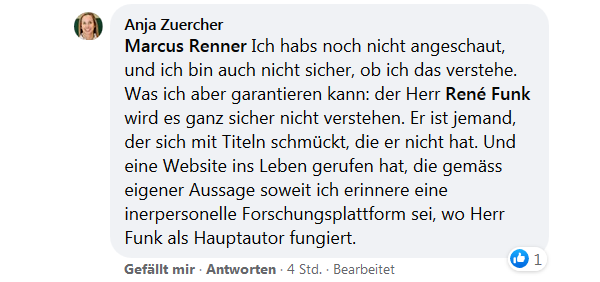 Anja Zuercher
Marcus Renner Ich habs noch nicht angeschaut,
und ich bin auch nicht sicher, ob ich das verstehe.
Was ich aber garantieren kann: der Herr René Funk
wird es ganz sicher nicht verstehen. Er ist jemand,
der sich mit Titeln schmückt, die er nicht hat. Und
eine Website ins Leben gerufen hat, die gemäss
eigener Aussage soweit ich erinnere eine
inerpersonelle Forschungsplattform sei, wo Herr
Funk als Hauptautor fungiert.
1
Gefällt mir · Antworten · 4 Std. · Bearbeitet